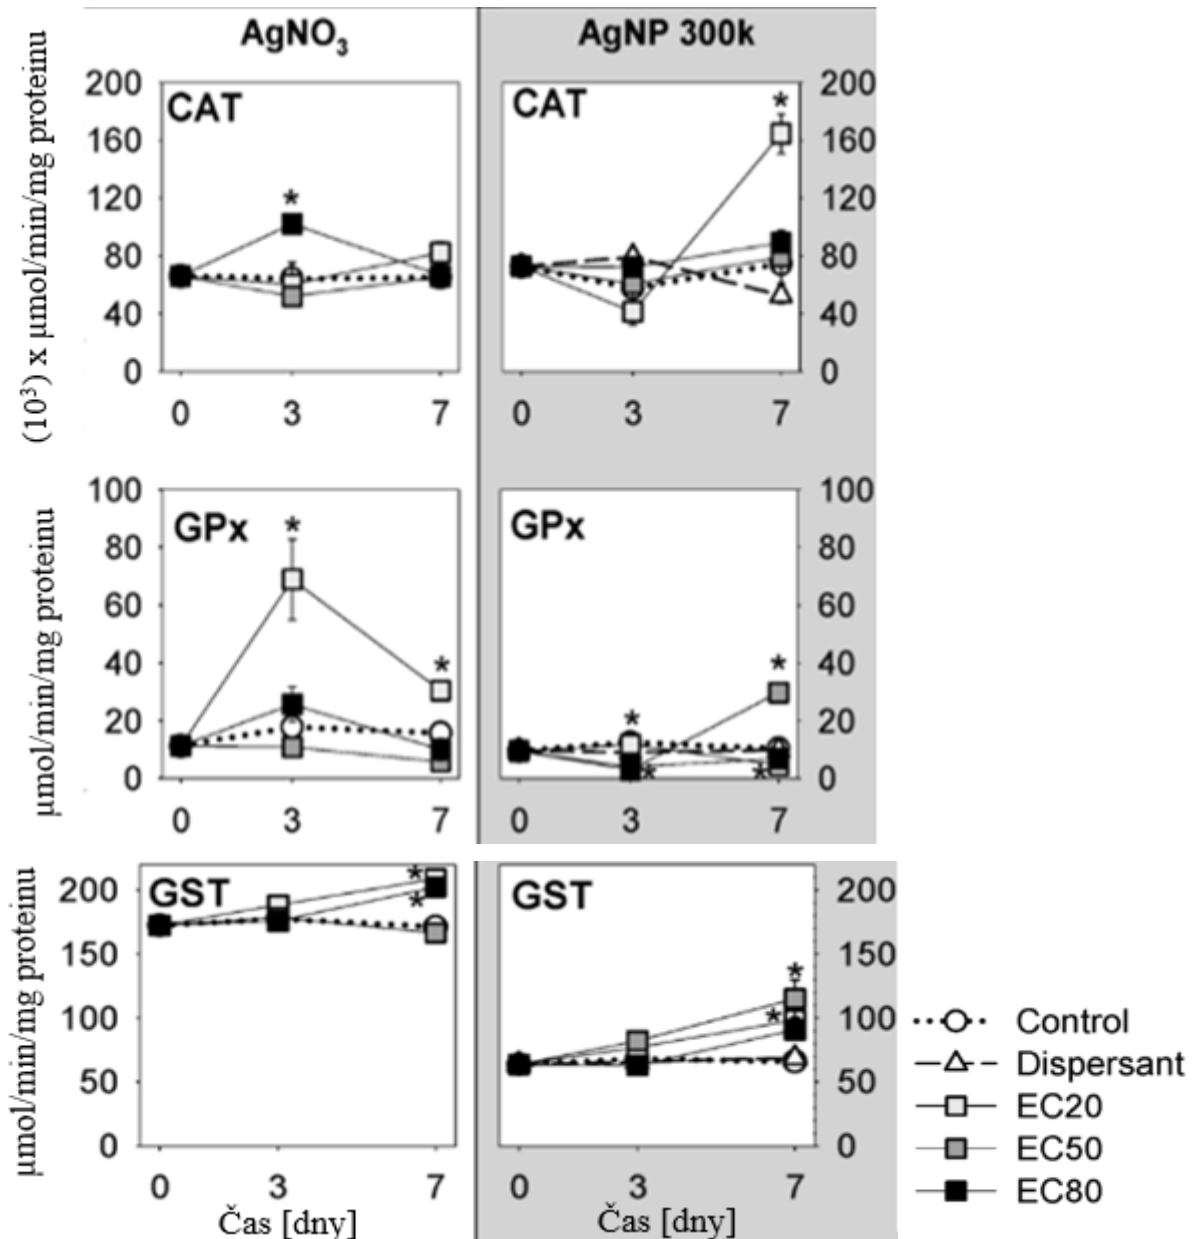 AgNO3 AgNP 300k
(10³) x µmol/min/mg proteinu
200 CAT CAT 200
160 * 160
120 * 120
80 80
40 40
0 0
0 3 7 0 3 7
µmol/min/mg proteinu
100 GPx GPx 100
80 * 80
60 60
40 * * 40
20 * 20
0 * * 0
0 3 7 0 3 7
µmol/min/mg proteinu
200 GST * * GST 200
150 * 150
100 * 100
50 50
0 0
0 3 7 0 3 7
Čas [dny] Čas [dny]
Control
Dispersant
EC20
EC50
EC80